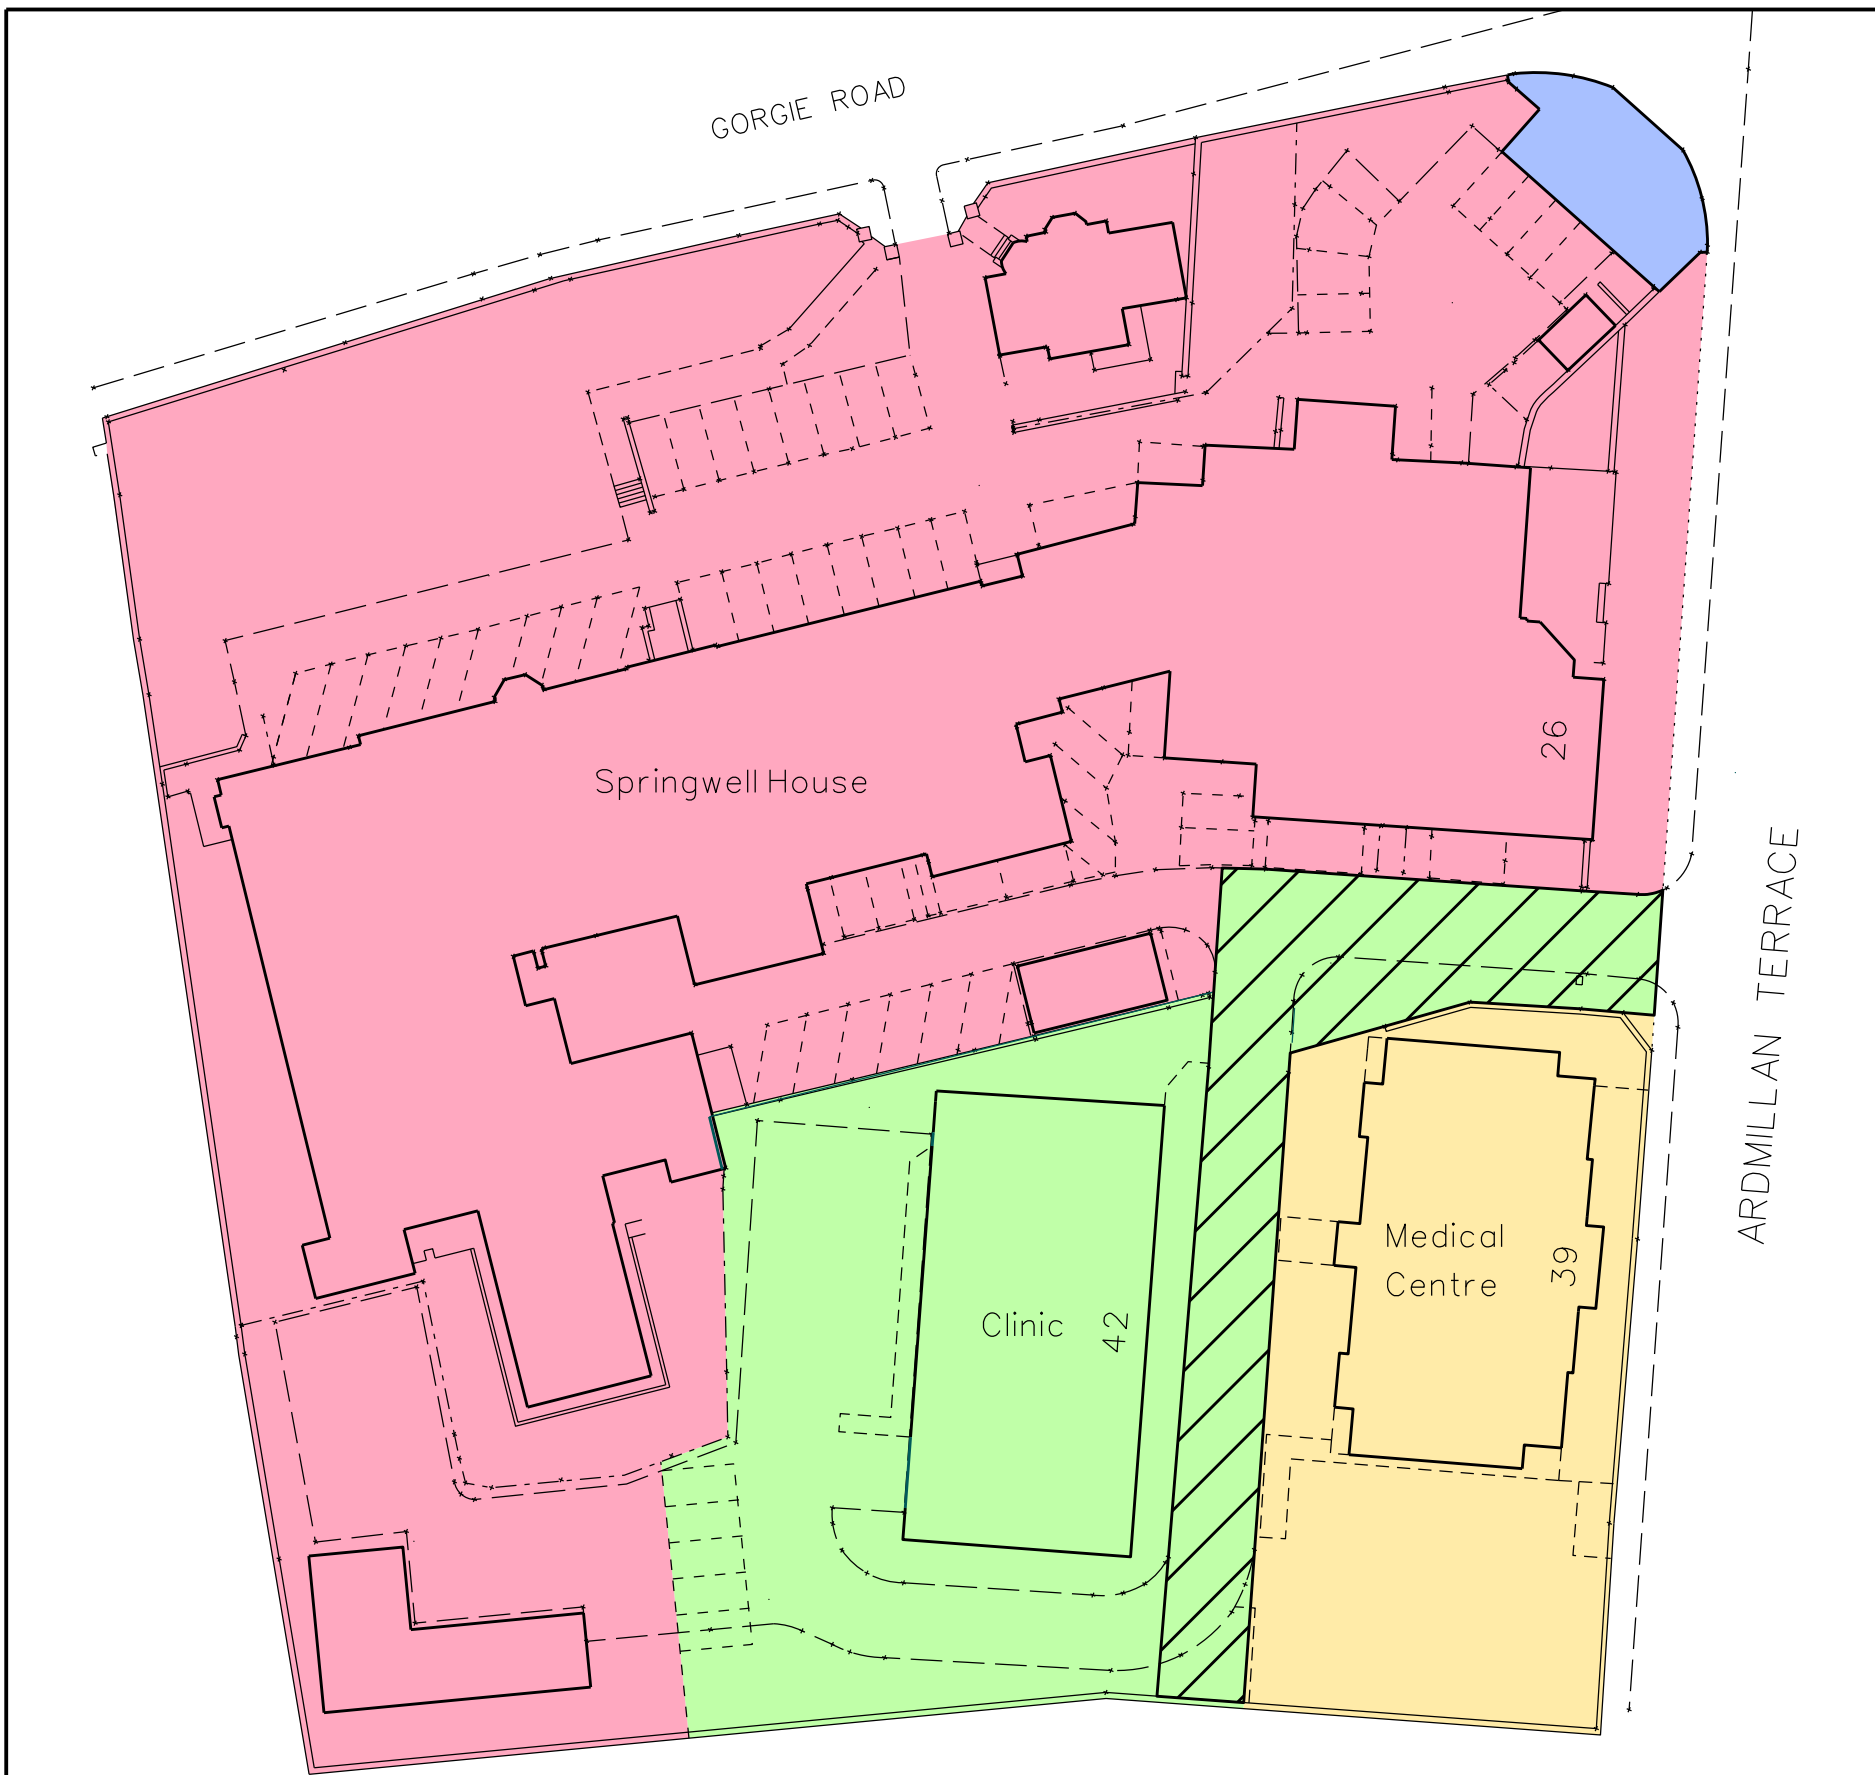 GORGIE ROAD
Springwell House
26
ARDMILLAN TERRACE
Medical
Centre
39
Clinic
42